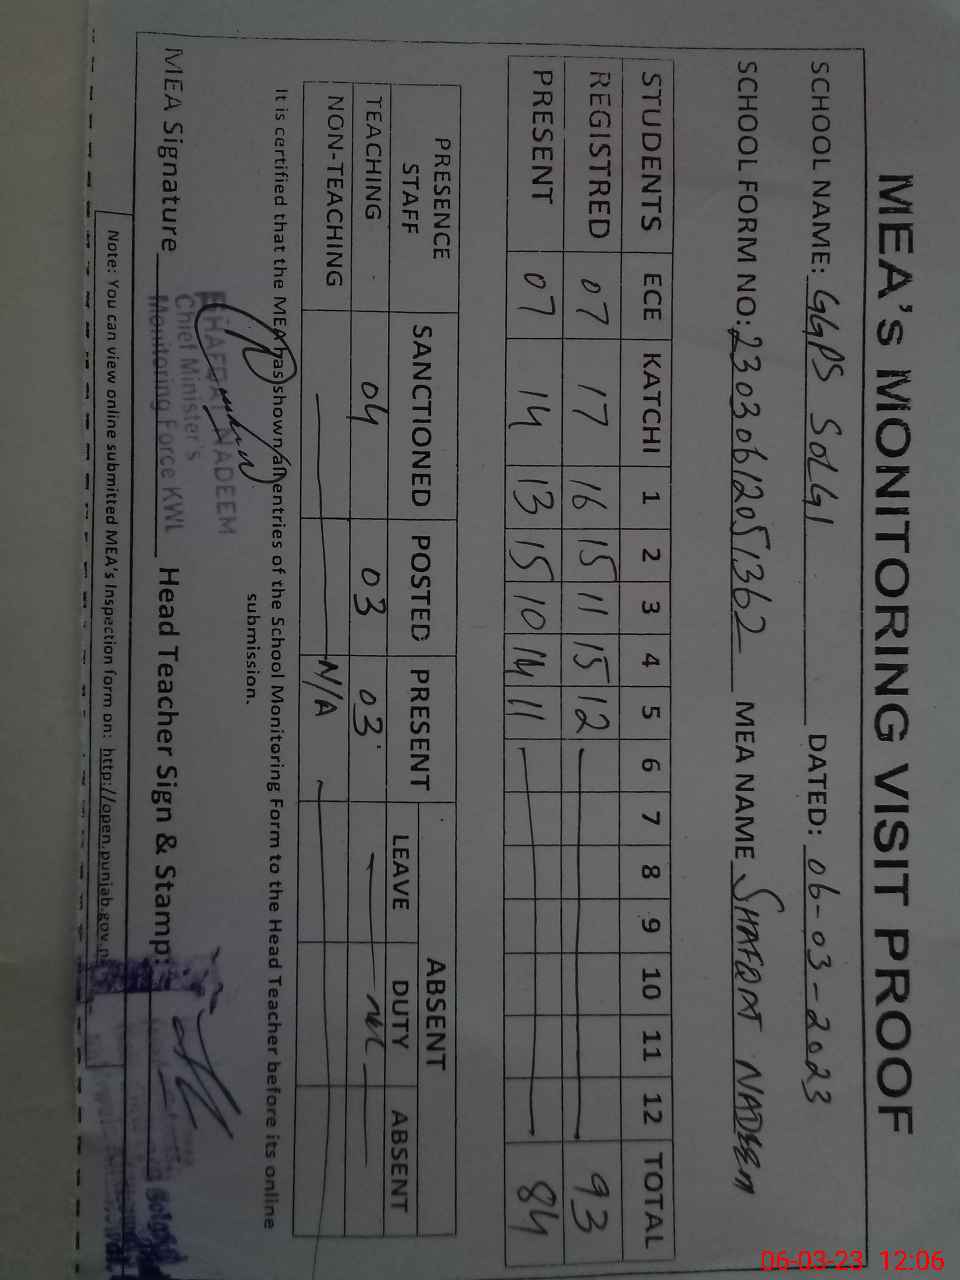 MEA's MONITORING VISIT PROOF
SCHOOL NAME: GGPS SOLGI DATED: 06-03-2023
SCHOOL FORM NO: 23030612051362 MEA NAME SHAFQAT NADEEM
STUDENTS ECE KATCHI 1 2 3 4 5 6 7 8 9 10 11 12 TOTAL
REGISTRED 07 17 16 15 11 15 12 93
PRESENT 07 14 13 15 10 14 11 84
PRESENCE STAFF SANCTIONED POSTED PRESENT ABSENT
LEAVE DUTY ABSENT
TEACHING 04 03 03 nil
NON-TEACHING N/A
It is certified that the MEA has shown all entries of the School Monitoring Form to the Head Teacher before its online
submission.
SHAFQAT NADEEM
Chief Minister's
Monitoring Force KWL
MEA Signature Head Teacher Sign & Stamp:
Note: You can view online submitted MEA's Inspection form on: http://open.punjab.gov.p
06-03-23 12:06